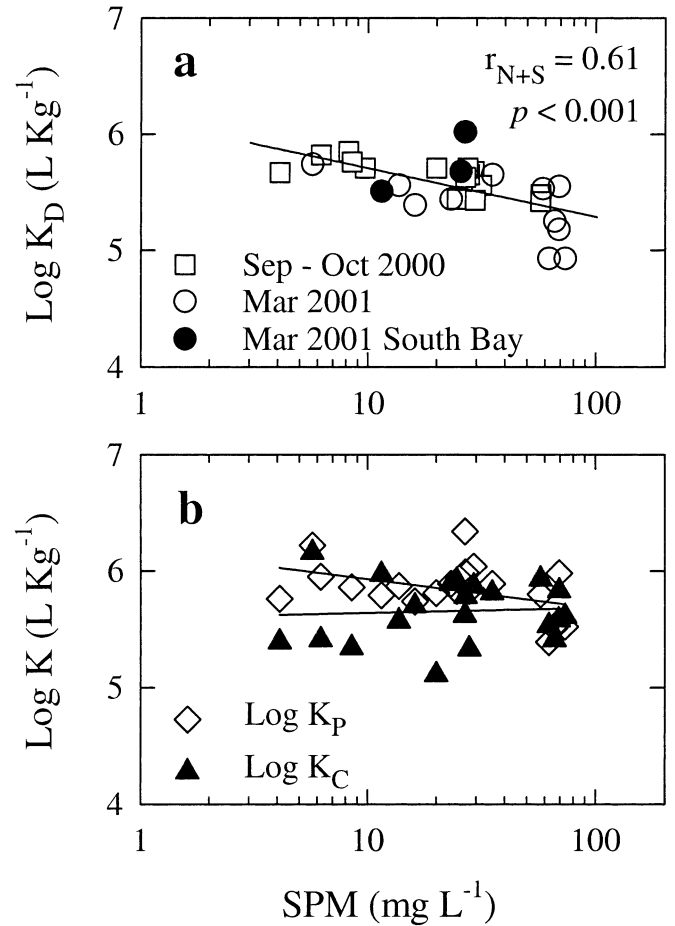 7
a
r_{N+S} = 0.61
p < 0.001
6
Log K_D (L Kg^{-1})
5
Sep - Oct 2000
Mar 2001
Mar 2001 South Bay
4
1 10 100
7
b
6
Log K (L Kg^{-1})
5
Log K_P
Log K_C
4
1 10 100
SPM (mg L^{-1})